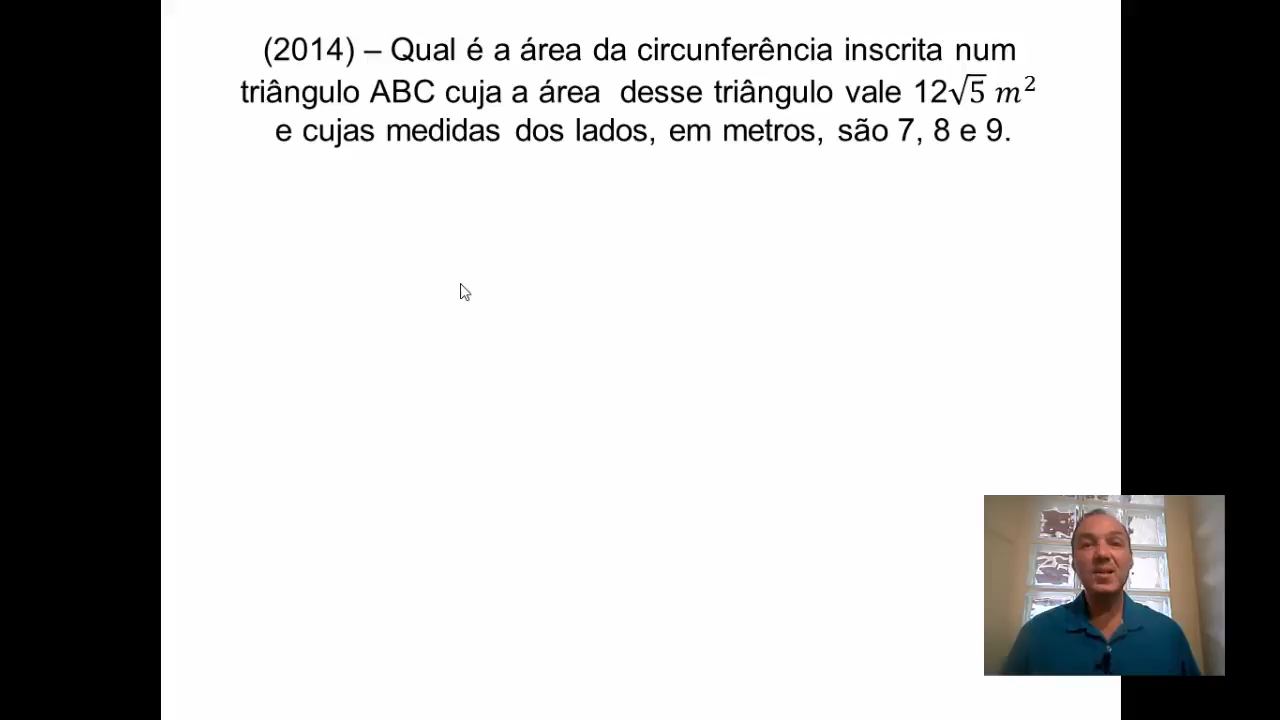 (2014) – Qual é a área da circunferência inscrita num
triângulo ABC cuja a área desse triângulo vale 12√5 m²
e cujas medidas dos lados, em metros, são 7, 8 e 9.